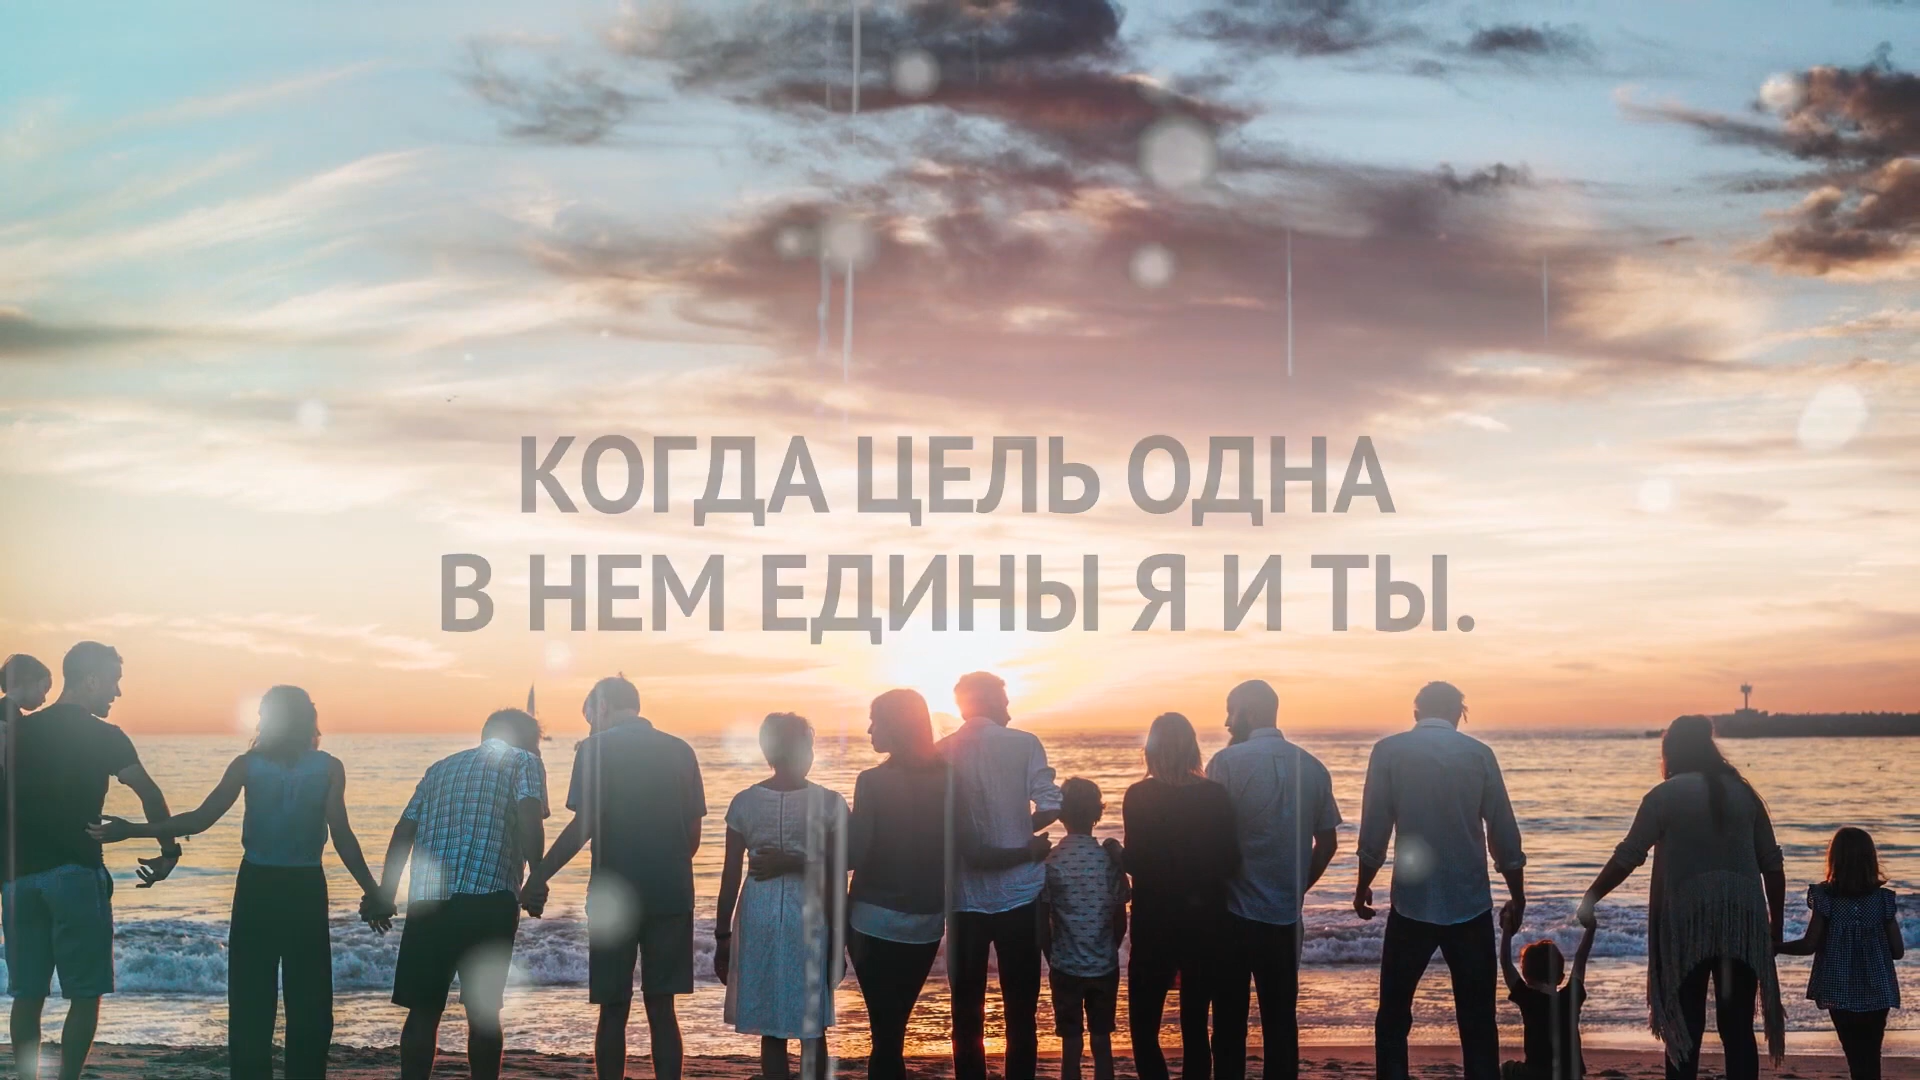 КОГДА ЦЕЛЬ ОДНА
В НЕМ ЕДИНЫ Я И ТЫ.